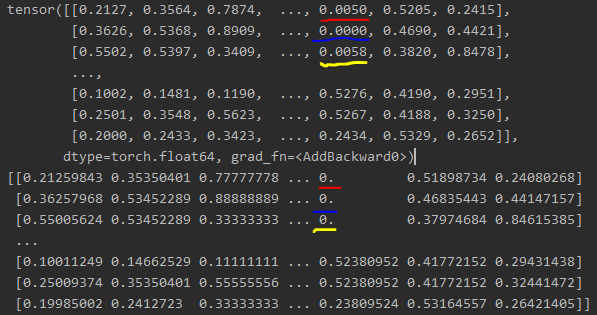 tensor([[0.2127, 0.3564, 0.7874, ..., 0.0050, 0.5205, 0.2415],
[0.3626, 0.5368, 0.8909, ..., 0.0000, 0.4690, 0.4421],
[0.5502, 0.5397, 0.3409, ..., 0.0058, 0.3820, 0.8478],
...,
[0.1002, 0.1481, 0.1190, ..., 0.5276, 0.4190, 0.2951],
[0.2501, 0.3548, 0.5623, ..., 0.5267, 0.4188, 0.3250],
[0.2000, 0.2433, 0.3423, ..., 0.2434, 0.5329, 0.2652]],
dtype=torch.float64, grad_fn=<AddBackward0>)
[[0.21259843 0.35350401 0.77777778 ... 0. 0.51898734 0.24080268]
[0.36257968 0.53452289 0.88888889 ... 0. 0.46835443 0.44147157]
[0.55005624 0.53452289 0.33333333 ... 0. 0.37974684 0.84615385]
...
[0.10011249 0.14662529 0.11111111 ... 0.52380952 0.41772152 0.29431438]
[0.25009374 0.35350401 0.55555556 ... 0.52380952 0.41772152 0.32441472]
[0.19985002 0.2412723 0.33333333 ... 0.23809524 0.53164557 0.26421405]]